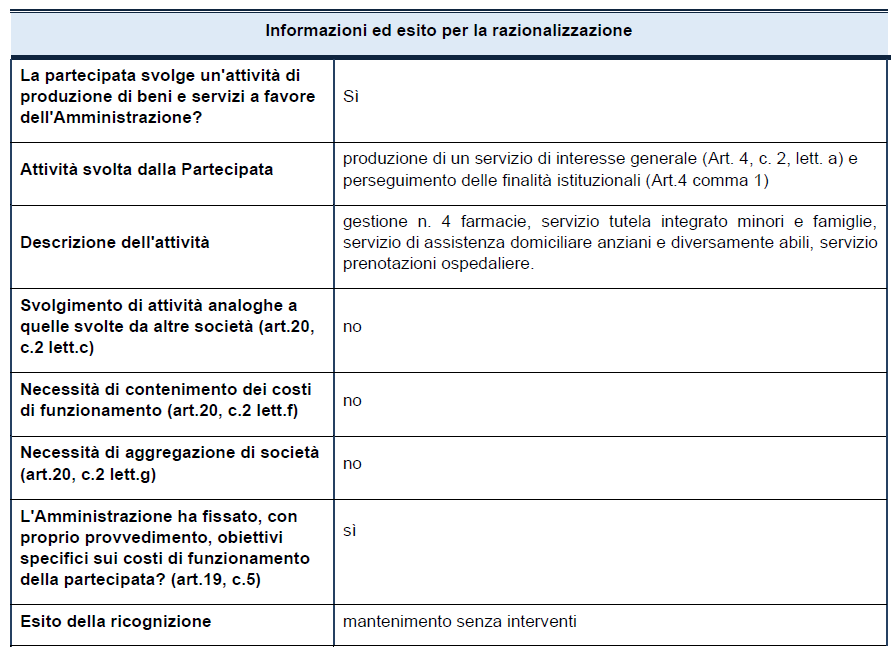 Informazioni ed esito per la razionalizzazione
La partecipata svolge un'attività di
produzione di beni e servizi a favore
dell'Amministrazione?
Sì
Attività svolta dalla Partecipata
produzione di un servizio di interesse generale (Art. 4, c. 2, lett. a) e
perseguimento delle finalità istituzionali (Art.4 comma 1)
Descrizione dell'attività
gestione n. 4 farmacie, servizio tutela integrato minori e famiglie,
servizio di assistenza domiciliare anziani e diversamente abili, servizio
prenotazioni ospedaliere.
Svolgimento di attività analoghe a
quelle svolte da altre società (art.20,
c.2 lett.c)
no
Necessità di contenimento dei costi
di funzionamento (art.20, c.2 lett.f)
no
Necessità di aggregazione di società
(art.20, c.2 lett.g)
no
L'Amministrazione ha fissato, con
proprio provvedimento, obiettivi
specifici sui costi di funzionamento
della partecipata? (art.19, c.5)
sì
Esito della ricognizione
mantenimento senza interventi